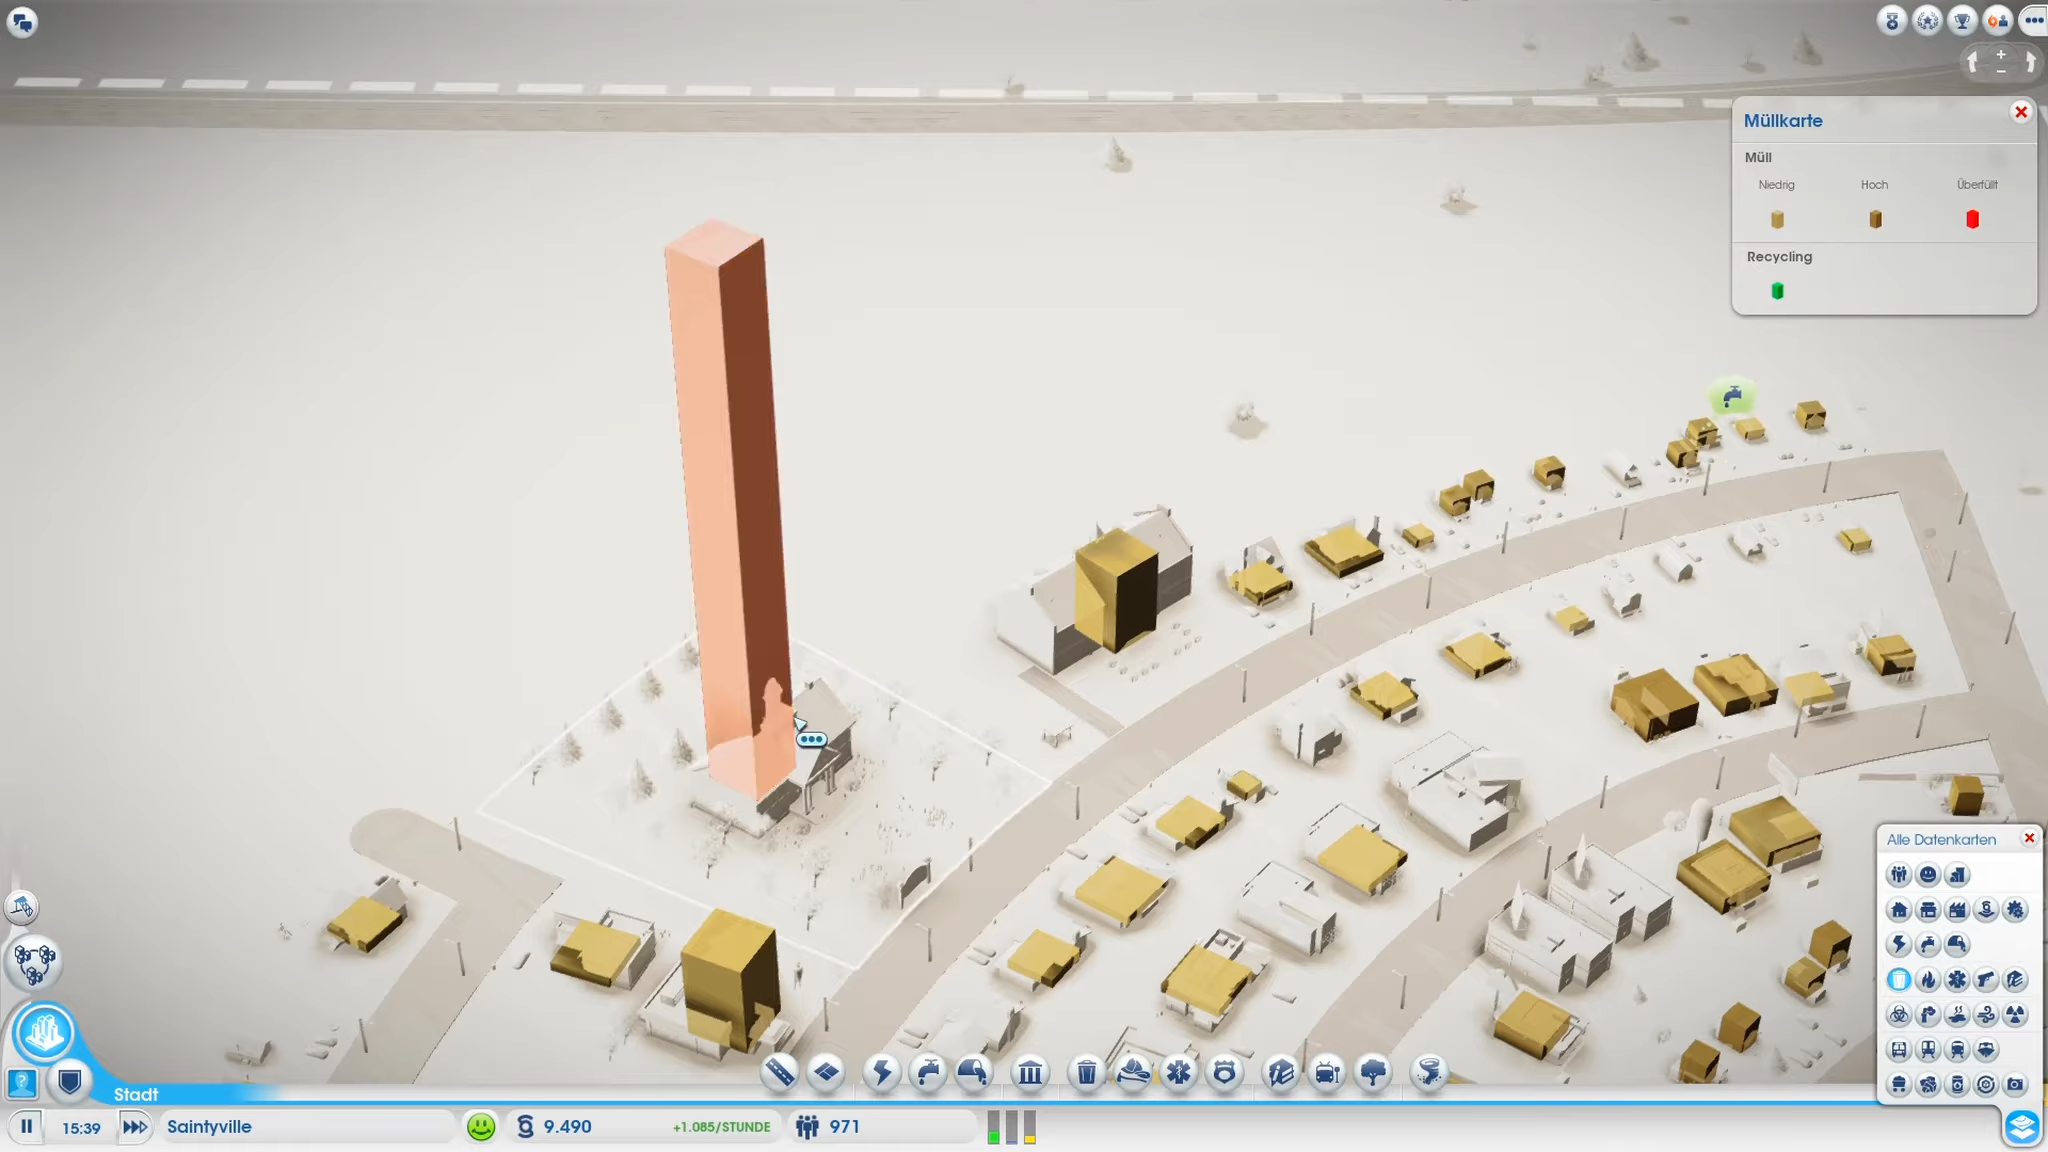 Müllkarte
Müll
Niedrig Hoch Überfüllt
Recycling
Alle Datenkarten
Stadt
15:39 Saintyville 9.490 +1.085/STUNDE 971